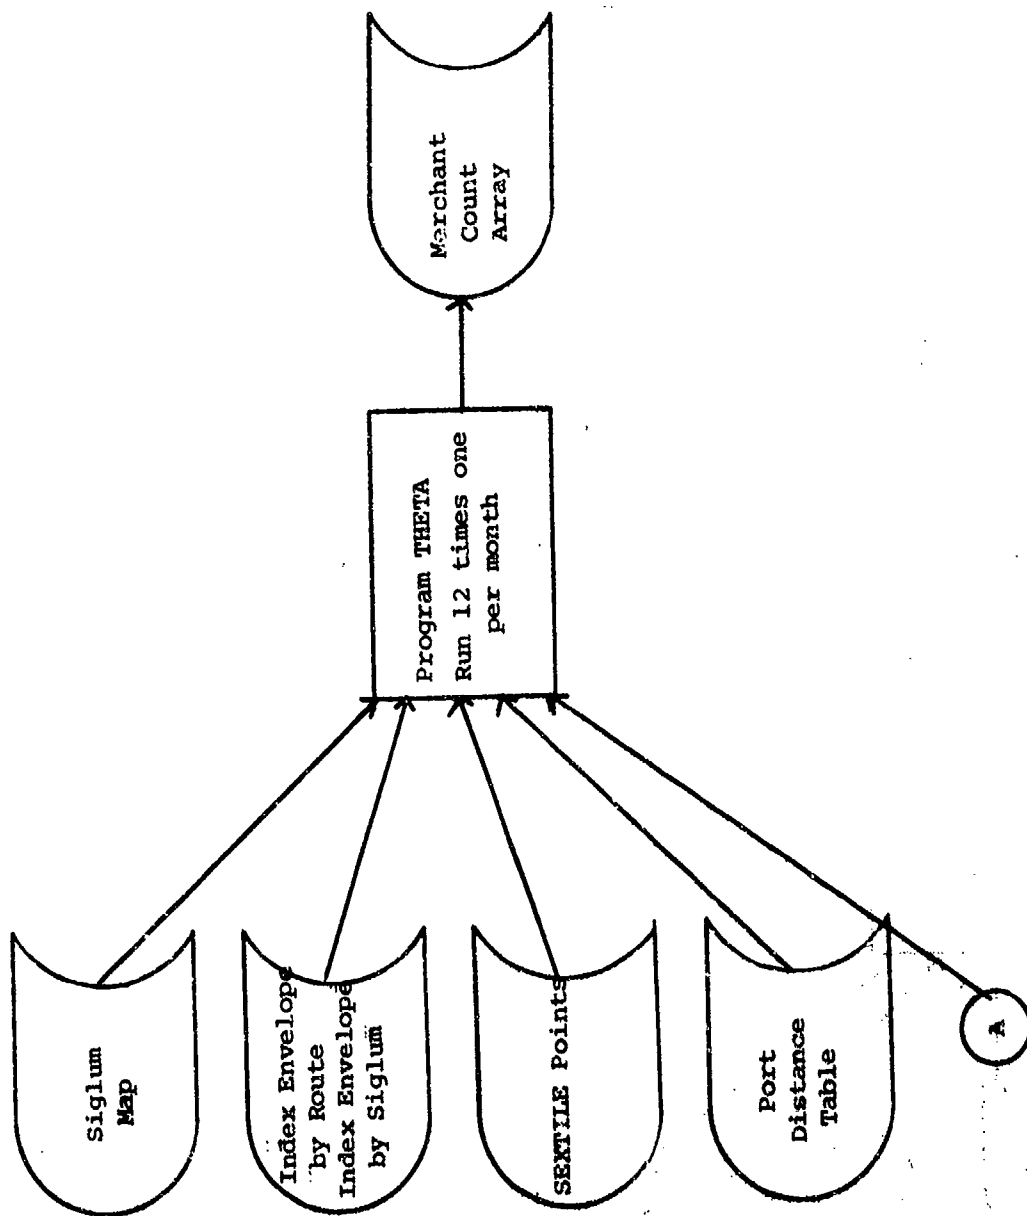 Siglum
Map
Index Envelope
by Route
Index Envelope
by Siglum
SEXTILE Points
Port
Distance
Table
A
Program THETA
Run 12 times one
per month
Merchant
Count
Array